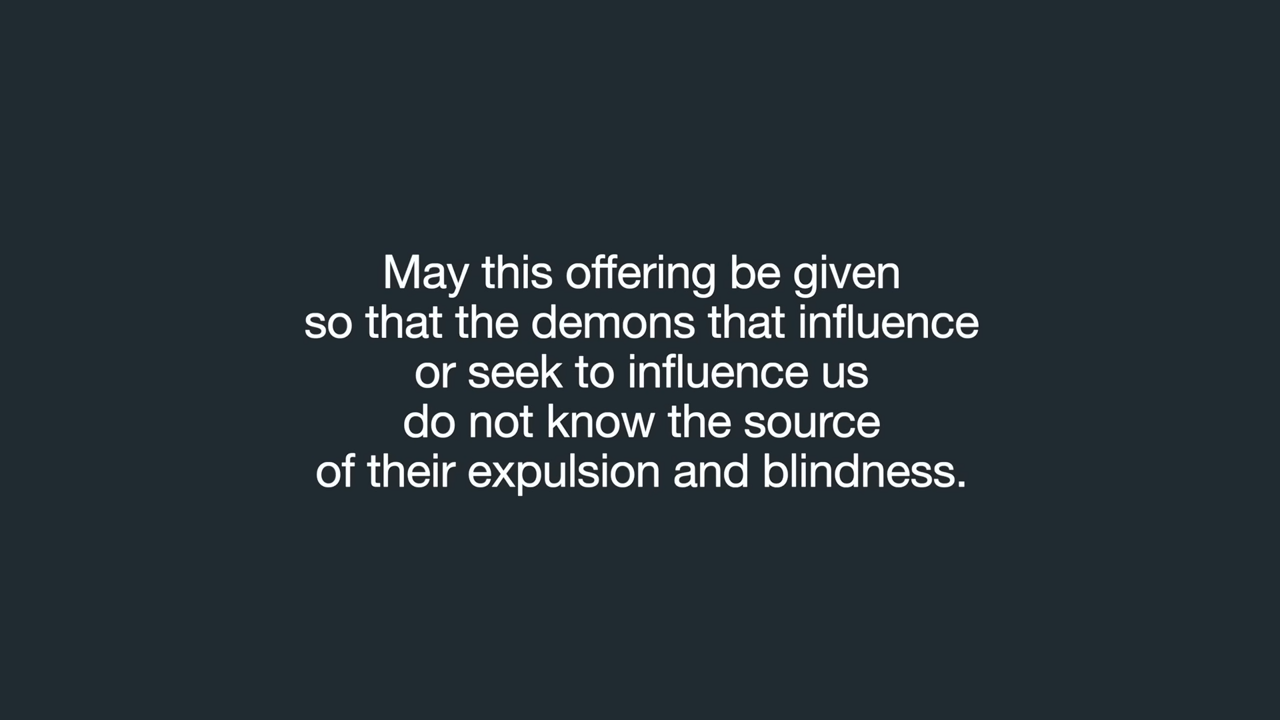 May this offering be given
so that the demons that influence
or seek to influence us
do not know the source
of their expulsion and blindness.